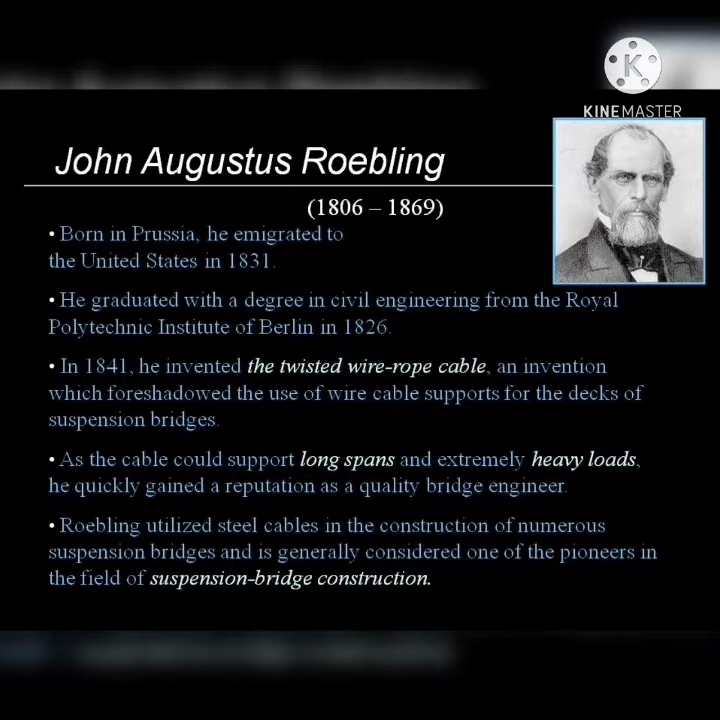 K
KINEMASTER
John Augustus Roebling
(1806 – 1869)
• Born in Prussia, he emigrated to
the United States in 1831.
• He graduated with a degree in civil engineering from the Royal
Polytechnic Institute of Berlin in 1826.
• In 1841, he invented the twisted wire-rope cable, an invention
which foreshadowed the use of wire cable supports for the decks of
suspension bridges.
• As the cable could support long spans and extremely heavy loads,
he quickly gained a reputation as a quality bridge engineer.
• Roebling utilized steel cables in the construction of numerous
suspension bridges and is generally considered one of the pioneers in
the field of suspension-bridge construction.